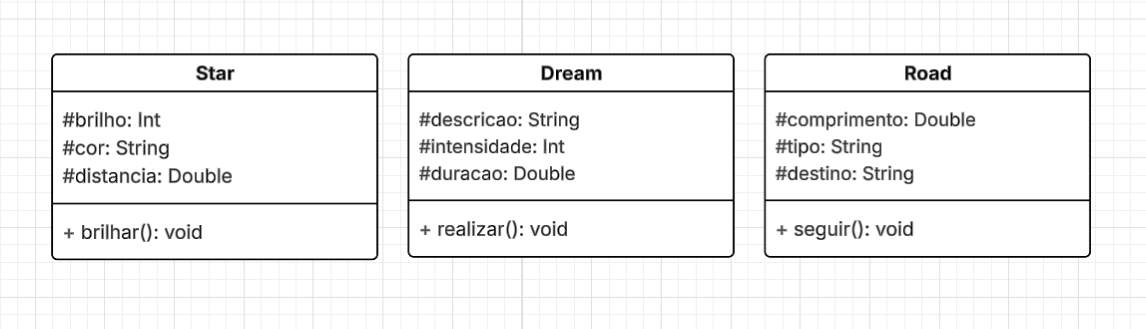 Star
#brilho: Int
#cor: String
#distancia: Double
+ brilhar(): void
Dream
#descricao: String
#intensidade: Int
#duracao: Double
+ realizar(): void
Road
#comprimento: Double
#tipo: String
#destino: String
+ seguir(): void